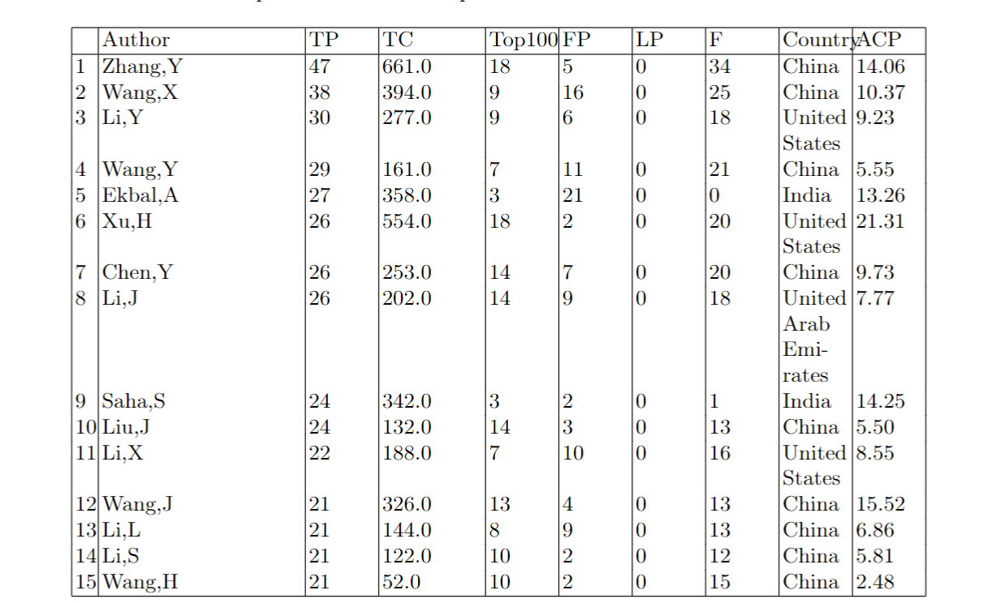 Author TP TC Top100 FP LP F Country ACP
1 Zhang,Y 47 661.0 18 5 0 34 China 14.06
2 Wang,X 38 394.0 9 16 0 25 China 10.37
3 Li,Y 30 277.0 9 6 0 18 United 9.23
States
4 Wang,Y 29 161.0 7 11 0 21 China 5.55
5 Ekbal,A 27 358.0 3 21 0 0 India 13.26
6 Xu,H 26 554.0 18 2 0 20 United 21.31
States
7 Chen,Y 26 253.0 14 7 0 20 China 9.73
8 Li,J 26 202.0 14 9 0 18 United 7.77
Arab
Emi-
rates
9 Saha,S 24 342.0 3 2 0 1 India 14.25
10 Liu,J 24 132.0 14 3 0 13 China 5.50
11 Li,X 22 188.0 7 10 0 16 United 8.55
States
12 Wang,J 21 326.0 13 4 0 13 China 15.52
13 Li,L 21 144.0 8 9 0 13 China 6.86
14 Li,S 21 122.0 10 2 0 12 China 5.81
15 Wang,H 21 52.0 10 2 0 15 China 2.48